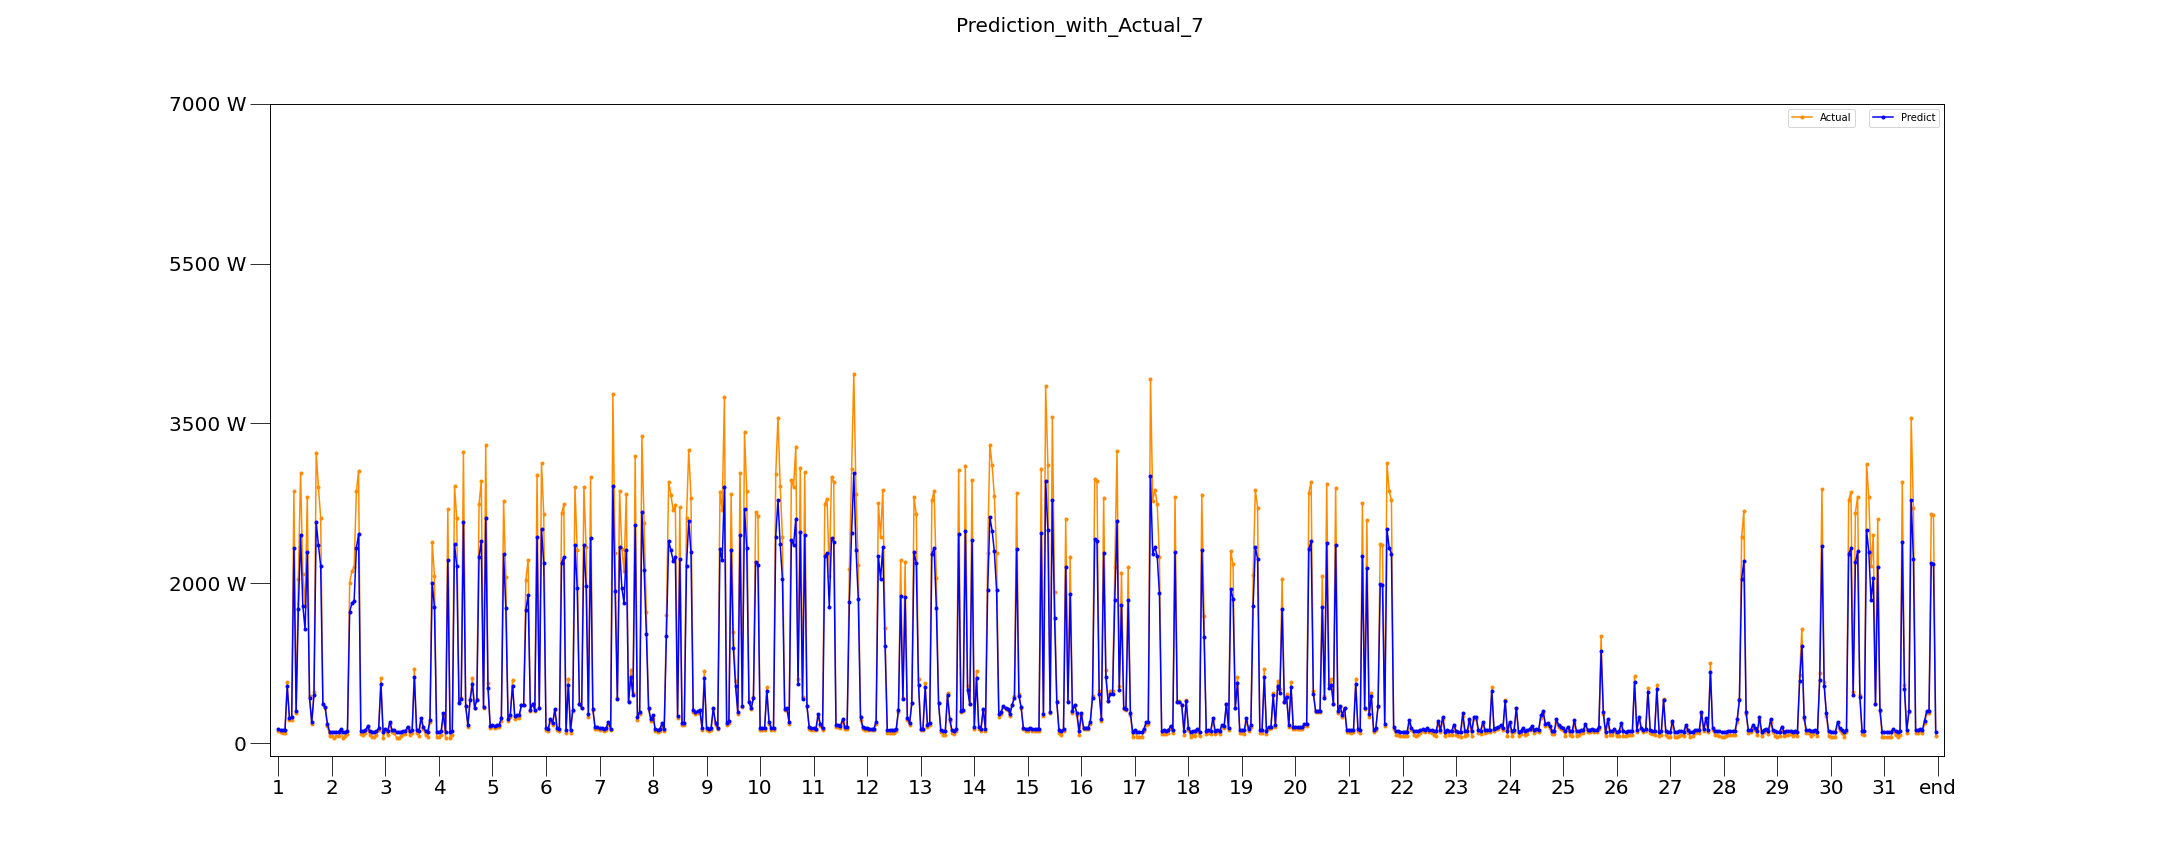 Prediction_with_Actual_7
Actual Predict
7000 W
5500 W
3500 W
2000 W
0
1 2 3 4 5 6 7 8 9 10 11 12 13 14 15 16 17 18 19 20 21 22 23 24 25 26 27 28 29 30 31 end